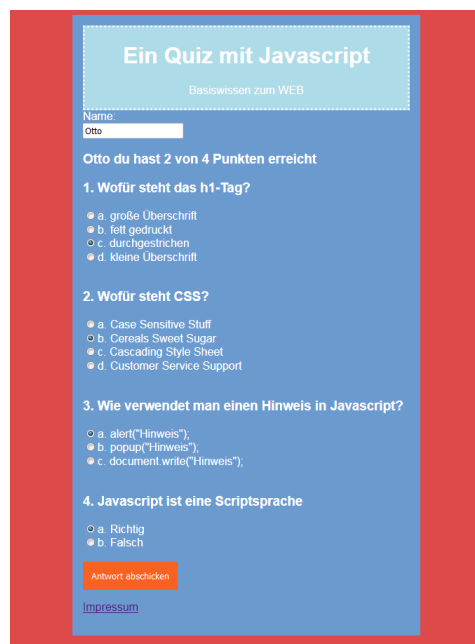 Ein Quiz mit Javascript
Basiswissen zum WEB
Name:
Otto
Otto du hast 2 von 4 Punkten erreicht
1. Wofür steht das h1-Tag?
a. große Überschrift
b. fett gedruckt
c. durchgestrichen
d. kleine Überschrift
2. Wofür steht CSS?
a. Case Sensitive Stuff
b. Cereals Sweet Sugar
c. Cascading Style Sheet
d. Customer Service Support
3. Wie verwendet man einen Hinweis in Javascript?
a. alert("Hinweis");
b. popup("Hinweis");
c. document.write("Hinweis");
4. Javascript ist eine Scriptsprache
a. Richtig
b. Falsch
Antwort abschicken
Impressum